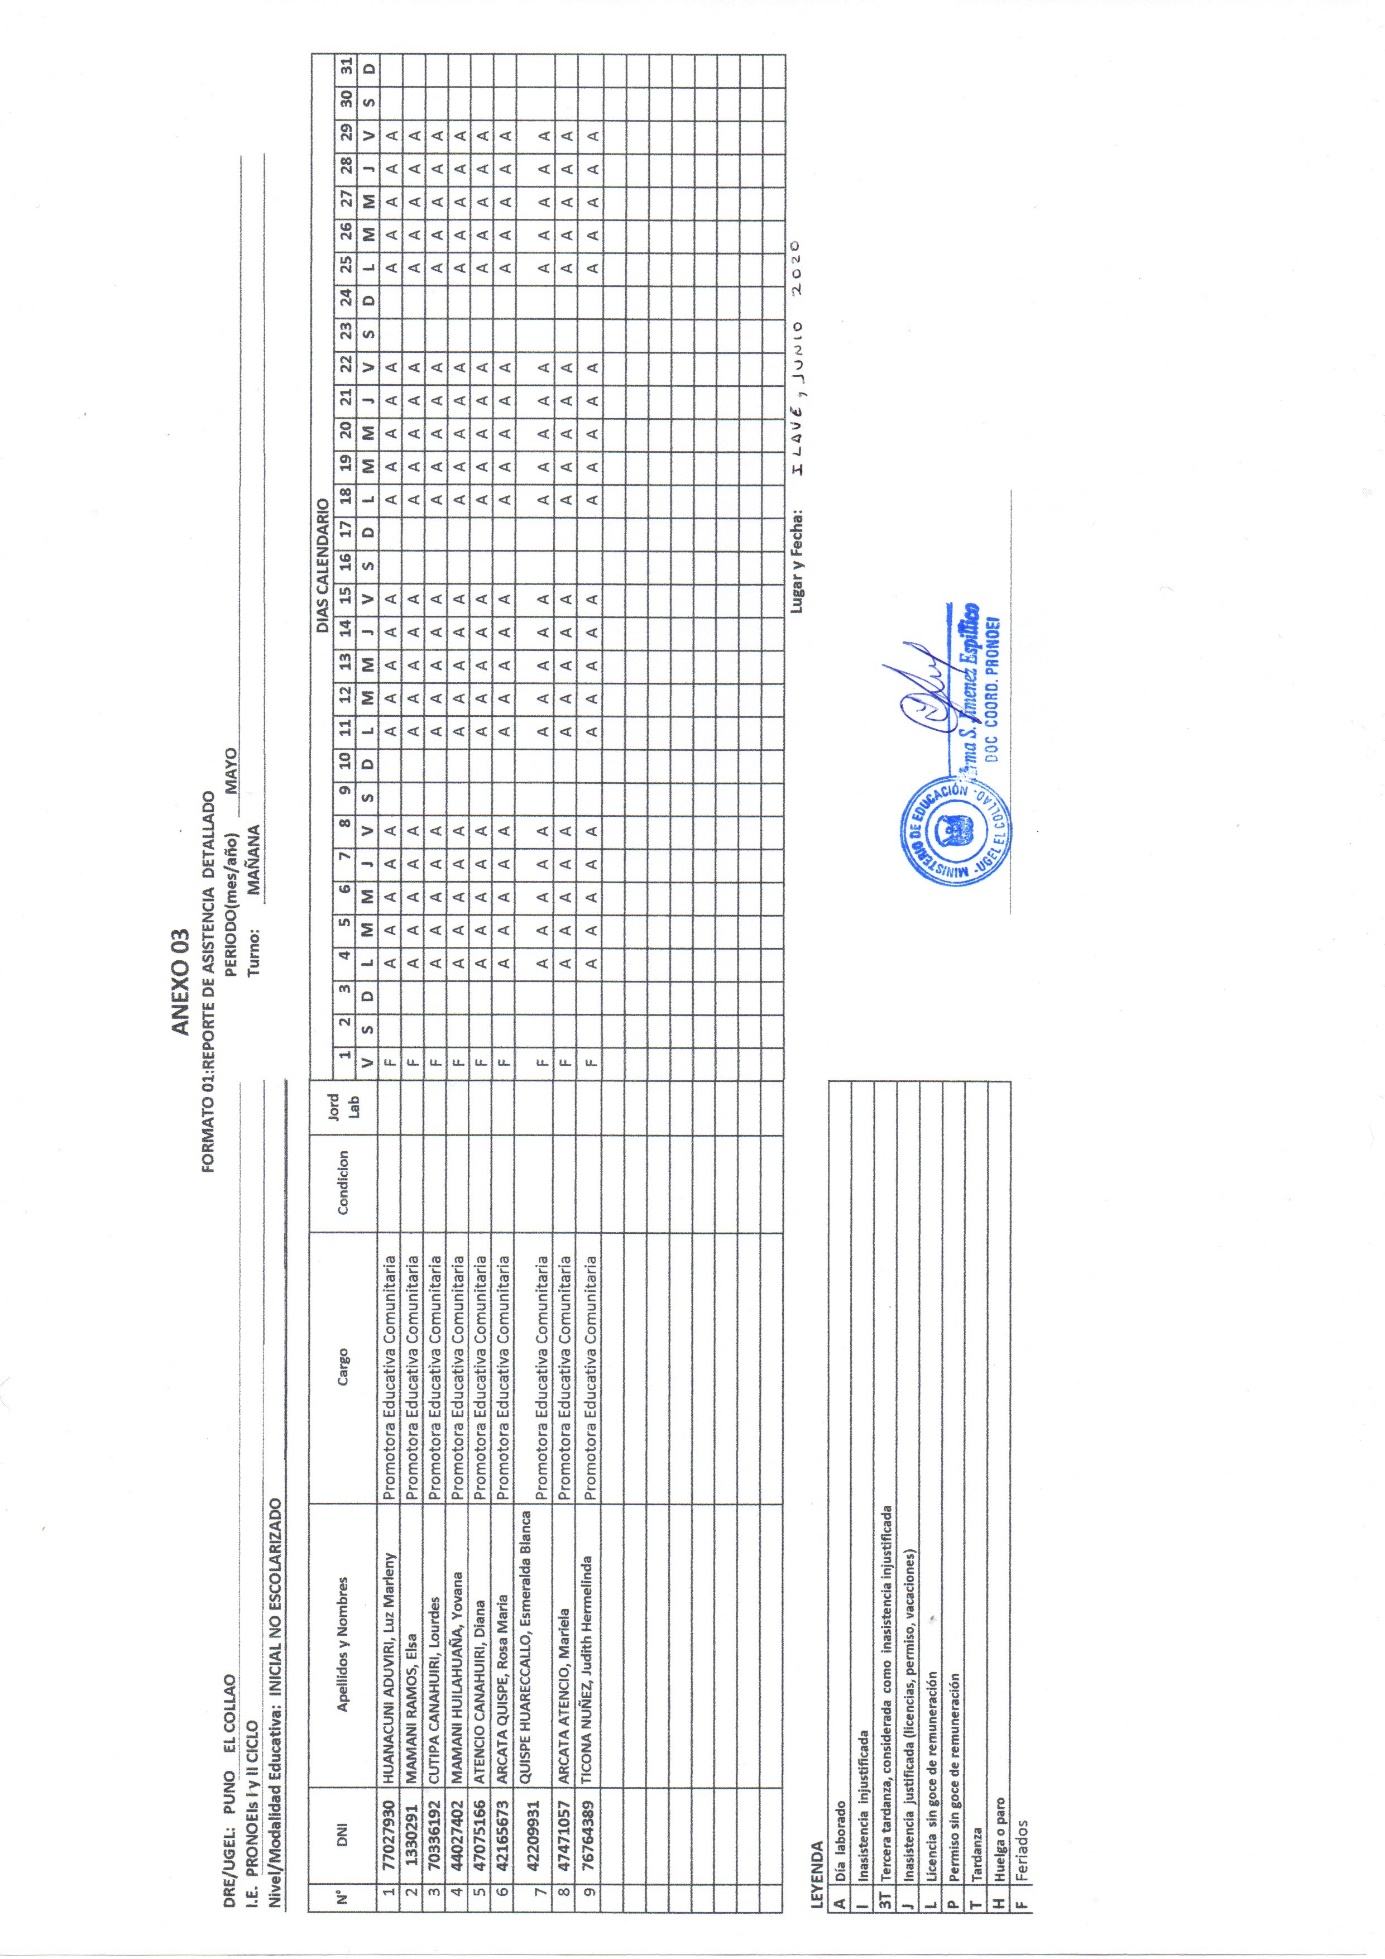 ANEXO 03
FORMATO 01:REPORTE DE ASISTENCIA DETALLADO
DRE/UGEL: PUNO EL COLLAO PERIODO(mes/año) MAYO
I.E. PRONOEIs I y II CICLO Turno: MAÑANA
Nivel/Modalidad Educativa: INICIAL NO ESCOLARIZADO
DIAS CALENDARIO
N° DNI Apellidos y Nombres Cargo Condicion Jord Lab 1 2 3 4 5 6 7 8 9 10 11 12 13 14 15 16 17 18 19 20 21 22 23 24 25 26 27 28 29 30 31
V S D L M M J V S D L M M J V S D L M M J V S D L M M J V S D
1 77027930 HUANACUNI ADUVIRI, Luz Marleny Promotora Educativa Comunitaria F A A A A A A A A A A A A A A A A A A A A
2 1330291 MAMANI RAMOS, Elsa Promotora Educativa Comunitaria F A A A A A A A A A A A A A A A A A A A A
3 70336192 CUTIPA CANAHUIRI, Lourdes Promotora Educativa Comunitaria F A A A A A A A A A A A A A A A A A A A A
4 44027402 MAMANI HUILAHUAÑA, Yovana Promotora Educativa Comunitaria F A A A A A A A A A A A A A A A A A A A A
5 47075166 ATENCIO CANAHUIRI, Diana Promotora Educativa Comunitaria F A A A A A A A A A A A A A A A A A A A A
6 42165673 ARCATA QUISPE, Rosa Maria Promotora Educativa Comunitaria F A A A A A A A A A A A A A A A A A A A A
7 42209931 QUISPE HUARECCALLO, Esmeralda Blanca Promotora Educativa Comunitaria F A A A A A A A A A A A A A A A A A A A A
8 47471057 ARCATA ATENCIO, Mariela Promotora Educativa Comunitaria F A A A A A A A A A A A A A A A A A A A A
9 76764389 TICONA NUÑEZ, Judith Hermelinda Promotora Educativa Comunitaria F A A A A A A A A A A A A A A A A A A A A
Lugar y Fecha: ILAVE, JUNIO 2020
LEYENDA
A Día laborado
I Inasistencia injustificada
3T Tercera tardanza, considerada como inasistencia injustificada
J Inasistencia justificada (licencias, permiso, vacaciones)
L Licencia sin goce de remuneración
P Permiso sin goce de remuneración
T Tardanza
H Huelga o paro
F Feriados
MINISTERIO DE EDUCACIÓN
-UGEL EL COLLAO-
S. Jimenez Espillico
DOC COORD. PRONOEI